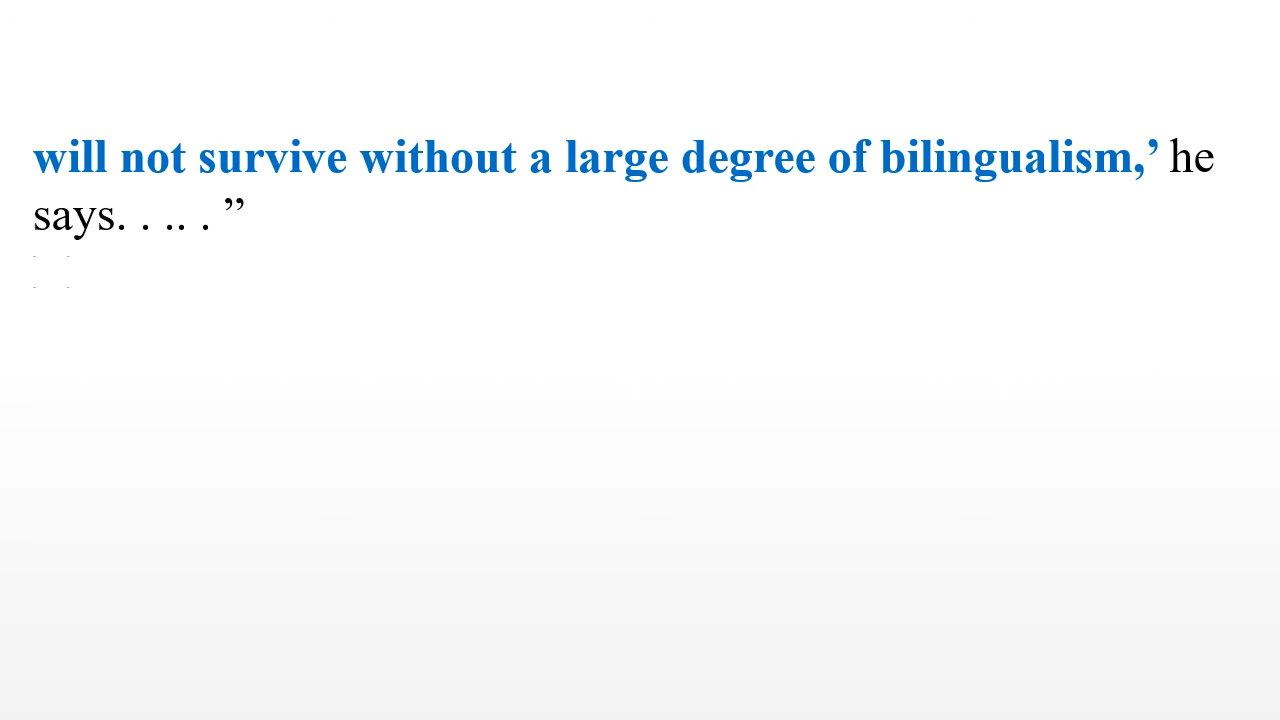 will not survive without a large degree of bilingualism,’ he
says. . .. . ”